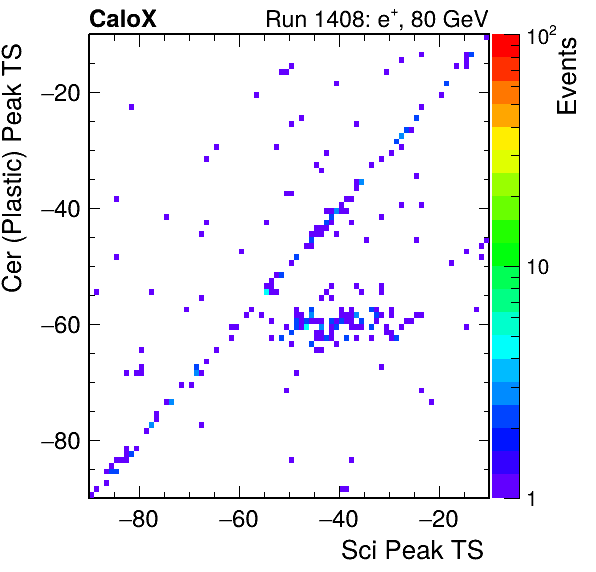 CaloX Run 1408: e⁺, 80 GeV
Cer (Plastic) Peak TS
−20
−40
−60
−80
−80 −60 −40 −20
Sci Peak TS
10²
10
1
Events